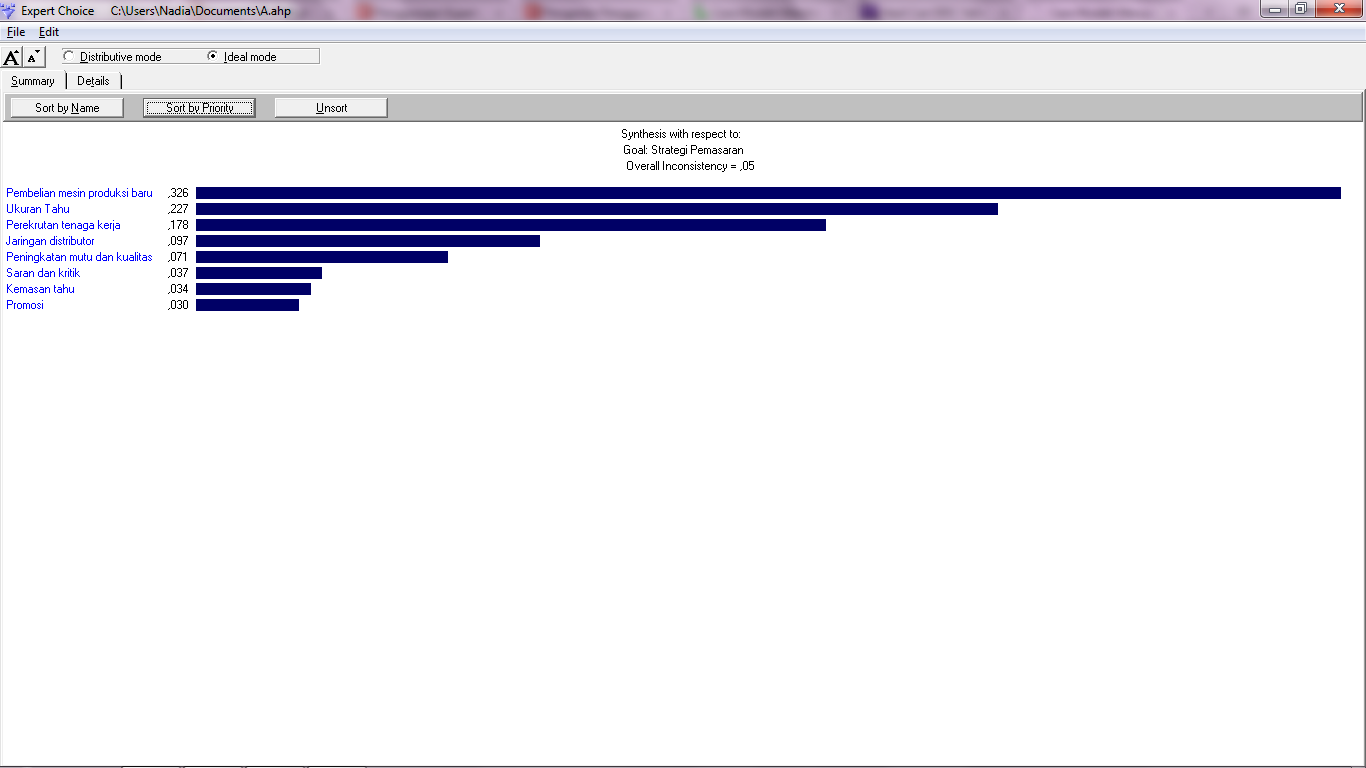 Expert Choice C:\Users\Nadia\Documents\A.ahp
File Edit
A A Distributive mode Ideal mode
Summary Details
Sort by Name Sort by Priority Unsort
Synthesis with respect to:
Goal: Strategi Pemasaran
Overall Inconsistency = ,05
Pembelian mesin produksi baru ,326
Ukuran Tahu ,227
Perekrutan tenaga kerja ,178
Jaringan distributor ,097
Peningkatan mutu dan kualitas ,071
Saran dan kritik ,037
Kemasan tahu ,034
Promosi ,030